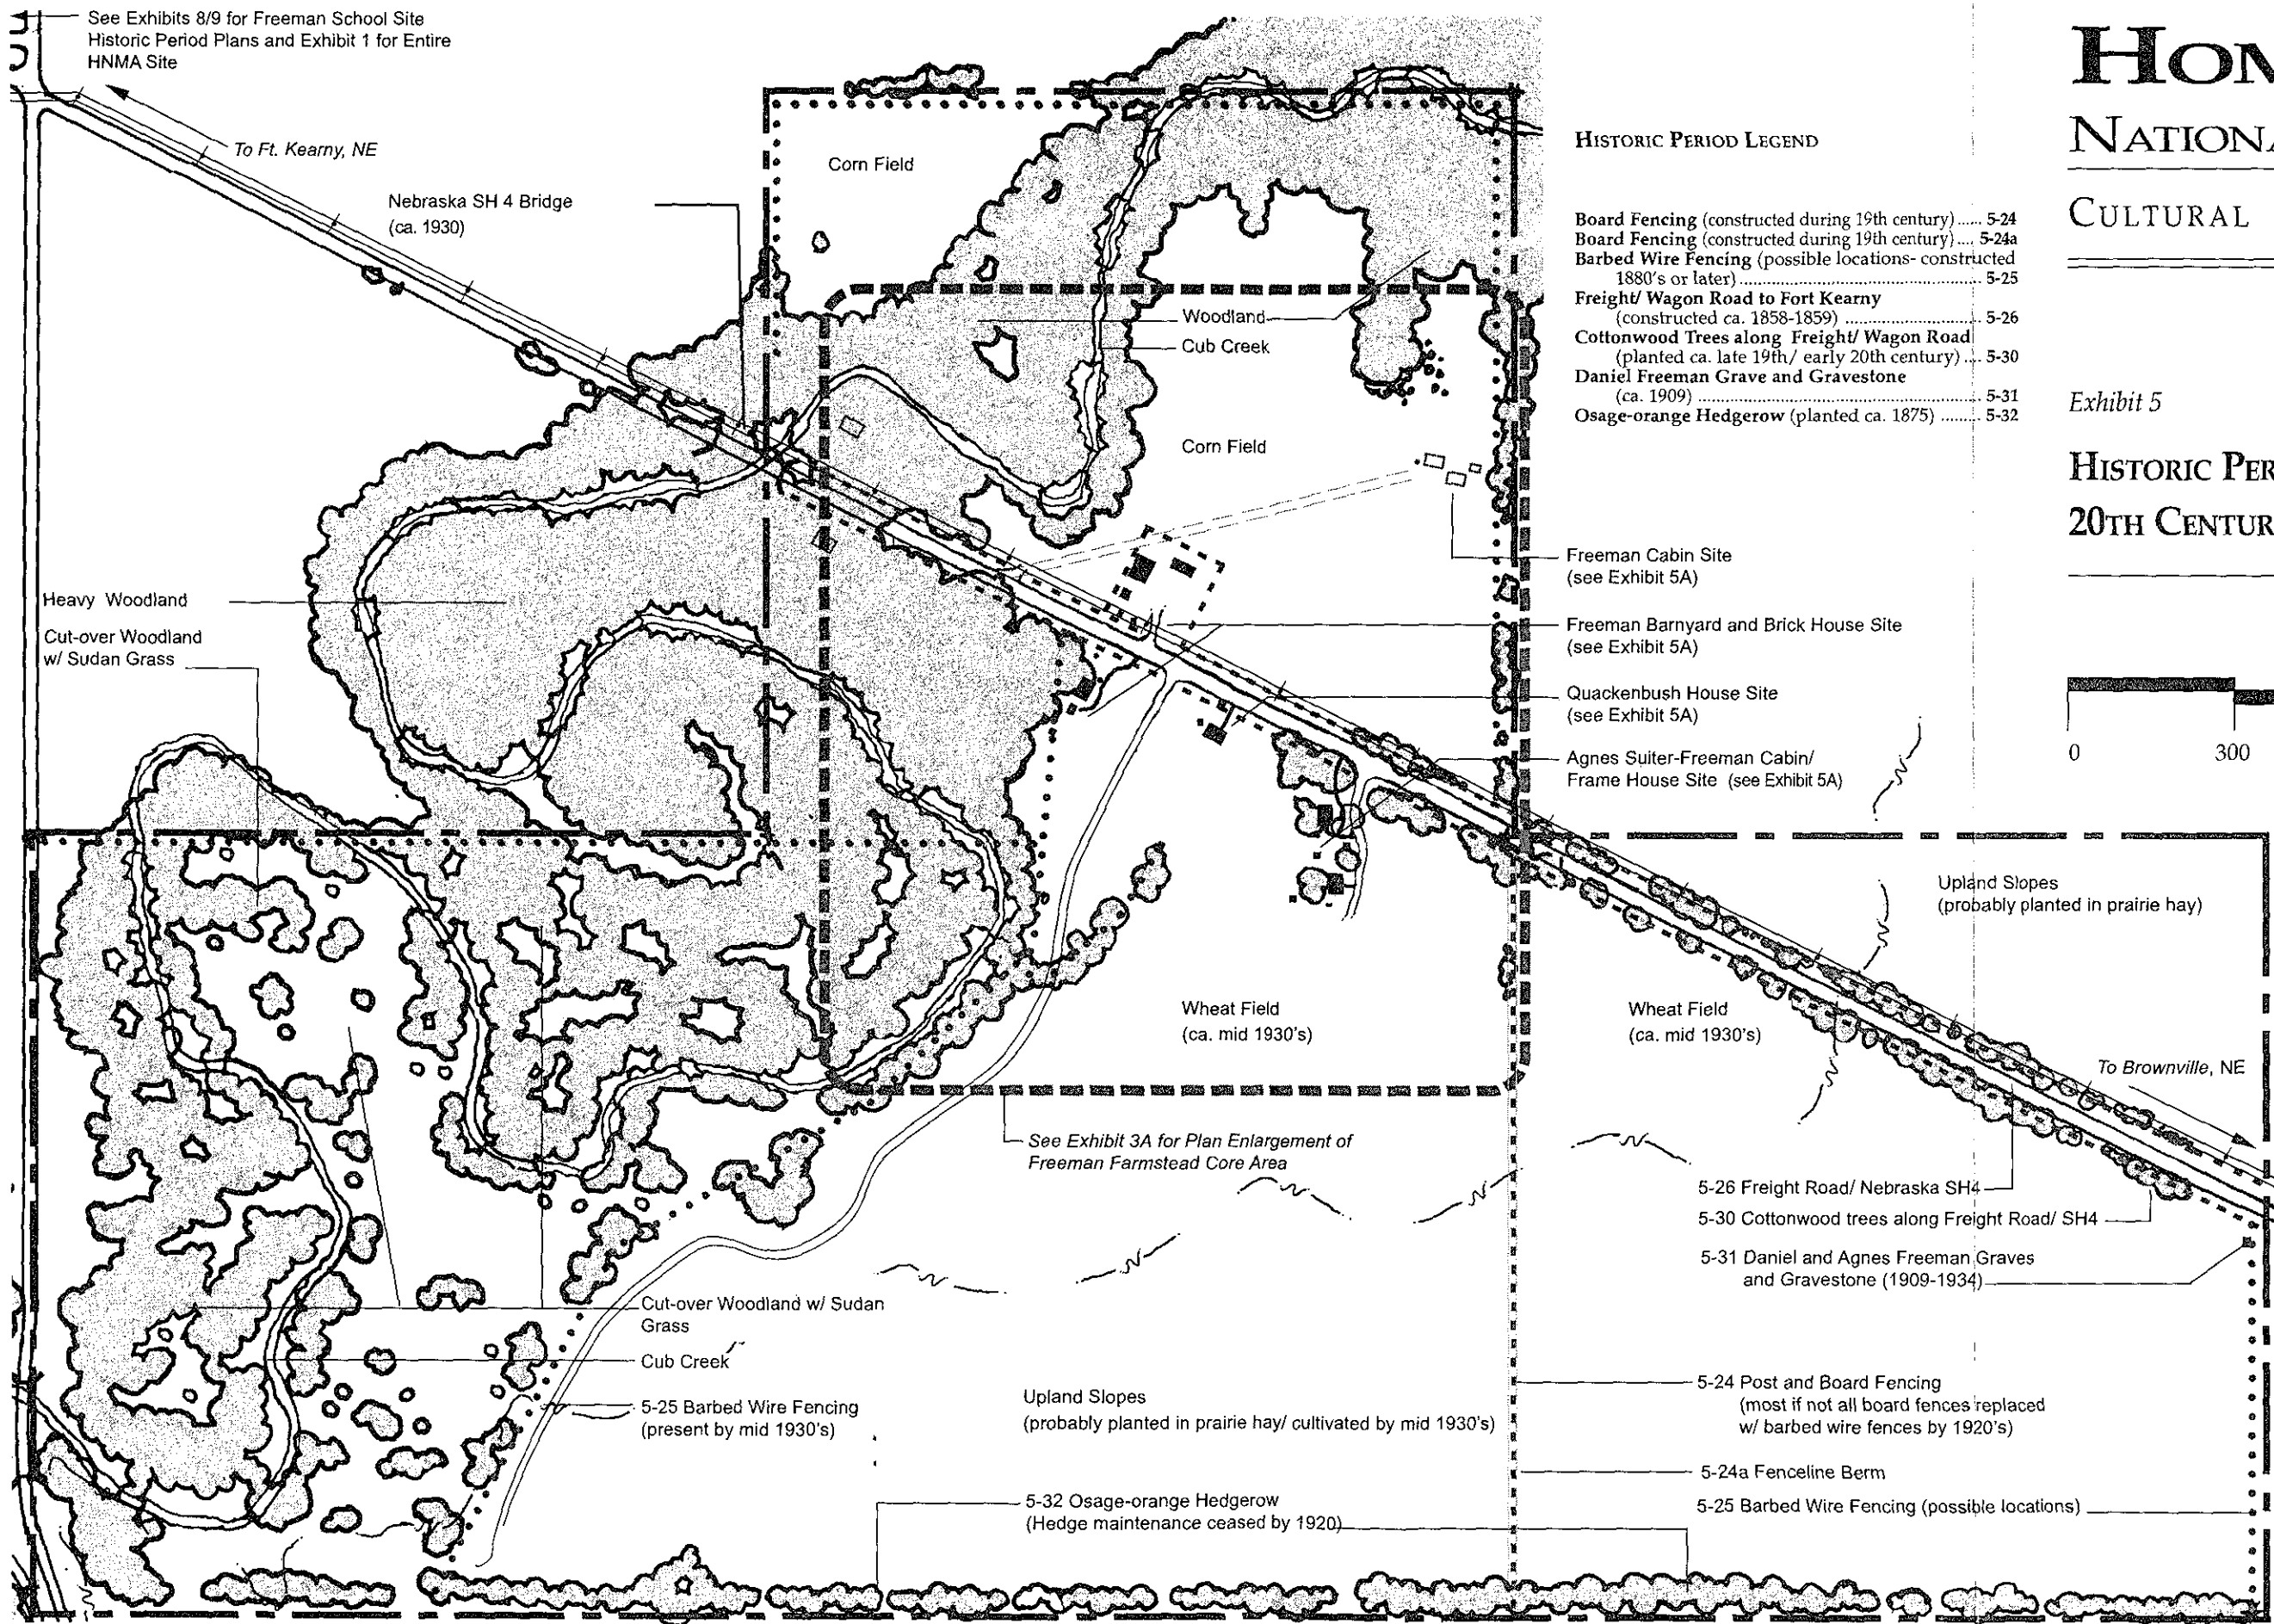 See Exhibits 8/9 for Freeman School Site
Historic Period Plans and Exhibit 1 for Entire
HNMA Site
To Ft. Kearny, NE
Nebraska SH 4 Bridge
(ca. 1930)
Corn Field
Woodland
Cub Creek
Corn Field
Heavy Woodland
Cut-over Woodland
w/ Sudan Grass
HISTORIC PERIOD LEGEND
Board Fencing (constructed during 19th century) ..... 5-24
Board Fencing (constructed during 19th century) .... 5-24a
Barbed Wire Fencing (possible locations- constructed
1880's or later) ................................................ 5-25
Freight/ Wagon Road to Fort Kearny
(constructed ca. 1858-1859) ........................... 5-26
Cottonwood Trees along Freight/ Wagon Road
(planted ca. late 19th/ early 20th century) ... 5-30
Daniel Freeman Grave and Gravestone
(ca. 1909) ........................................................ 5-31
Osage-orange Hedgerow (planted ca. 1875) ........ 5-32
HOM
NATIONA
CULTURAL
Exhibit 5
HISTORIC PER
20TH CENTUR
0 300
Freeman Cabin Site
(see Exhibit 5A)
Freeman Barnyard and Brick House Site
(see Exhibit 5A)
Quackenbush House Site
(see Exhibit 5A)
Agnes Suiter-Freeman Cabin/
Frame House Site (see Exhibit 5A)
Upland Slopes
(probably planted in prairie hay)
Wheat Field
(ca. mid 1930's)
Wheat Field
(ca. mid 1930's)
To Brownville, NE
See Exhibit 3A for Plan Enlargement of
Freeman Farmstead Core Area
5-26 Freight Road/ Nebraska SH4
5-30 Cottonwood trees along Freight Road/ SH4
5-31 Daniel and Agnes Freeman Graves
and Gravestone (1909-1934)
Cut-over Woodland w/ Sudan
Grass
Cub Creek
5-25 Barbed Wire Fencing
(present by mid 1930's)
Upland Slopes
(probably planted in prairie hay/ cultivated by mid 1930's)
5-24 Post and Board Fencing
(most if not all board fences replaced
w/ barbed wire fences by 1920's)
5-24a Fenceline Berm
5-25 Barbed Wire Fencing (possible locations)
5-32 Osage-orange Hedgerow
(Hedge maintenance ceased by 1920)